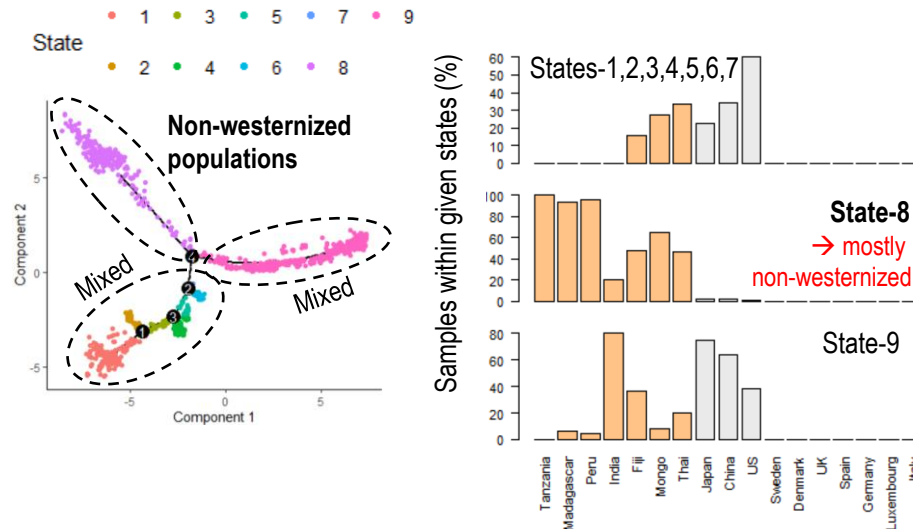 State
1 3 5 7 9
2 4 6 8
Non-westernized
populations
Mixed
Mixed
1
2
3
5
0
-5
Component 2
-5 0 5
Component 1
Samples within given states (%)
States-1,2,3,4,5,6,7
60
50
40
30
20
10
0
State-8
→ mostly
non-westernized
80
60
40
20
0
State-9
80
60
40
20
0
Tanzania
Madagascar
Peru
India
Fiji
Mongo
Thai
Japan
China
US
Sweden
Denmark
UK
Spain
Germany
Luxembourg